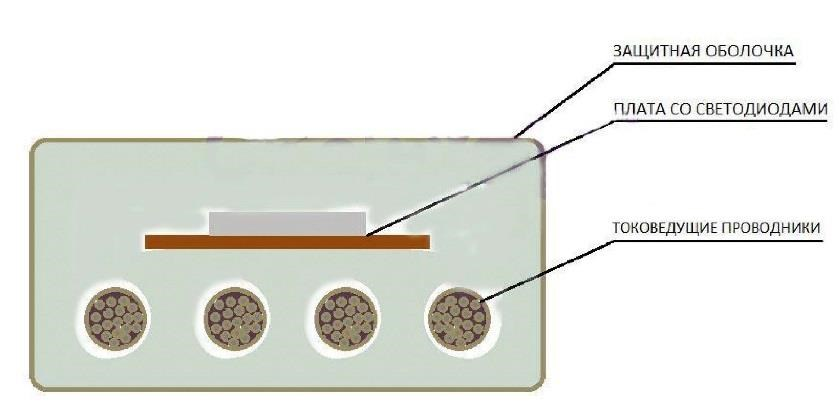 ЗАЩИТНАЯ ОБОЛОЧКА
ПЛАТА СО СВЕТОДИОДАМИ
ТОКОВЕДУЩИЕ ПРОВОДНИКИ